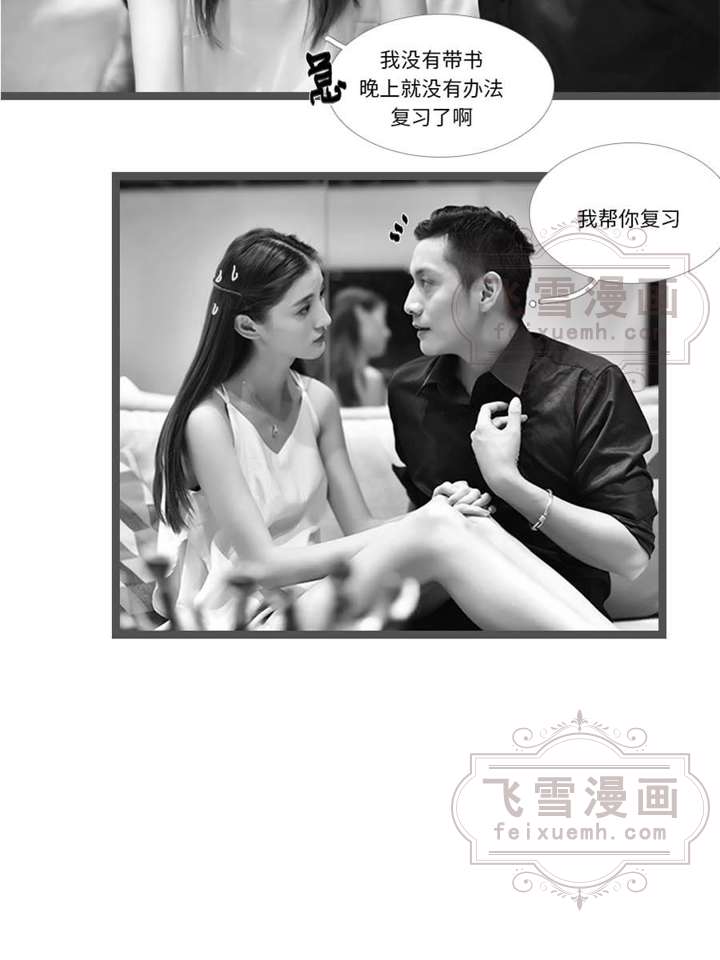 我没有带书
晚上就没有办法
复习了啊
急
我帮你复习
飞雪漫画
feixuemh.com
飞雪漫画
feixuemh.com